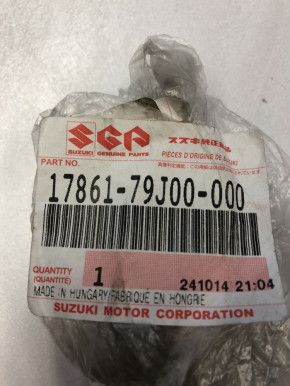 SGP スズキ純正部品
SUZUKI GENUINE PARTS PIÈCES D'ORIGINE DE SUZUKI
PART NO.
17861-79J00-000
QUANTITY
(QUANTITÉ) 1 241014 21:04
MADE IN HUNGARY/FABRIQUÉ EN HONGRIE
SUZUKI MOTOR CORPORATION